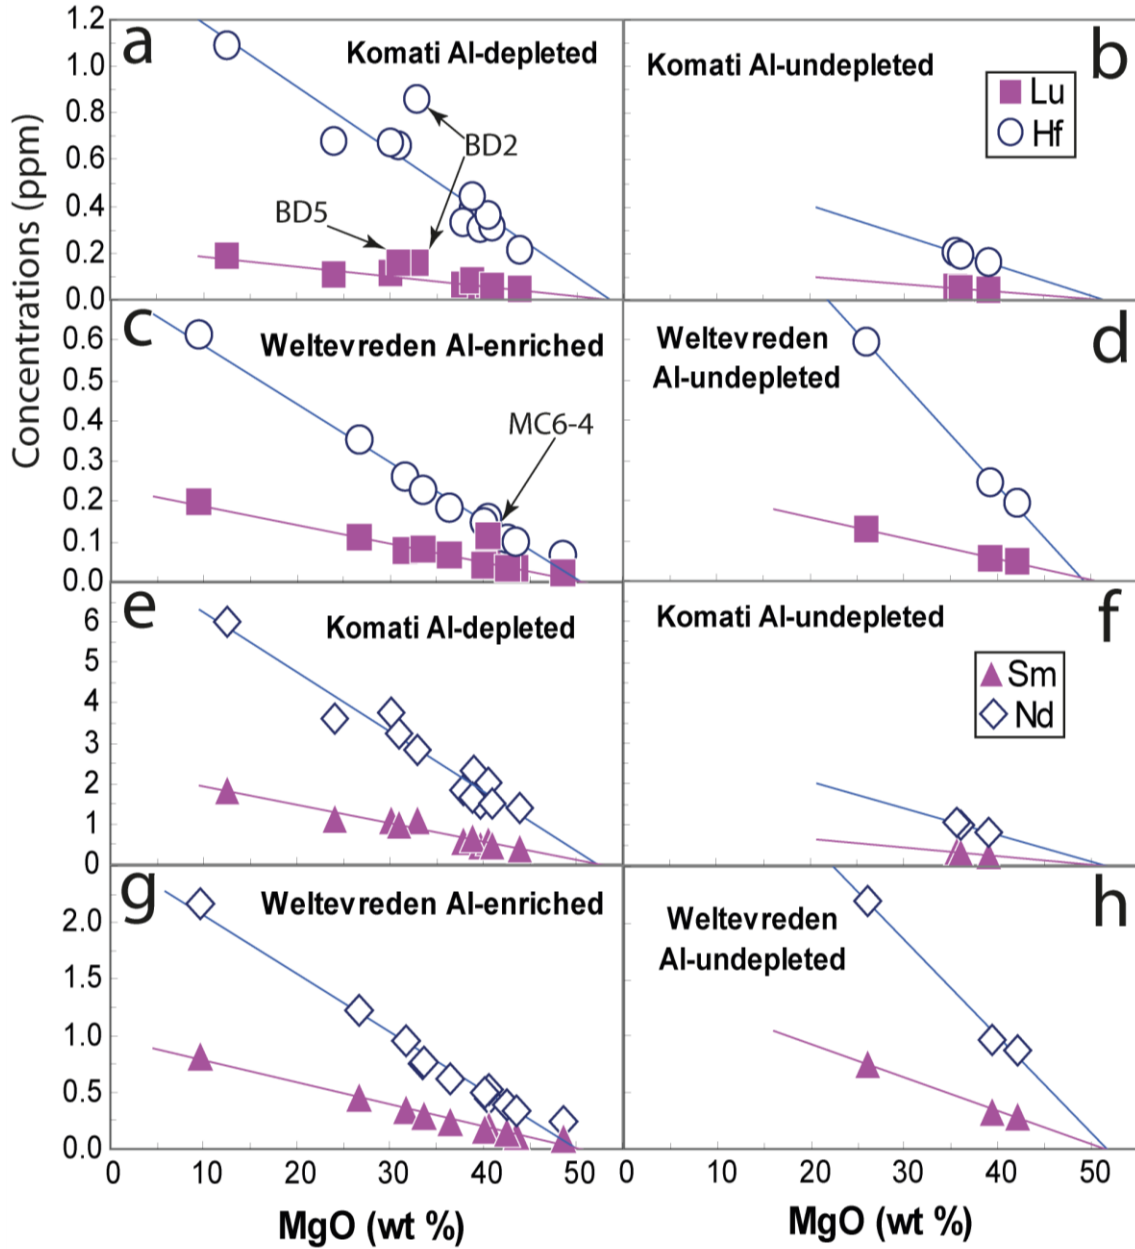 Concentrations (ppm)
a
Komati Al-depleted
1.2
1.0
0.8
0.6
0.4
0.2
0.0
BD2
BD5
b
Komati Al-undepleted
Lu
Hf
c
Weltevreden Al-enriched
0.6
0.5
0.4
0.3
0.2
0.1
0.0
MC6-4
d
Weltevreden
Al-undepleted
e
Komati Al-depleted
6
5
4
3
2
1
0
f
Komati Al-undepleted
Sm
Nd
g
Weltevreden Al-enriched
2.0
1.5
1.0
0.5
0.0
h
Weltevreden
Al-undepleted
0 10 20 30 40 50
0 10 20 30 40 50
MgO (wt %)
MgO (wt %)